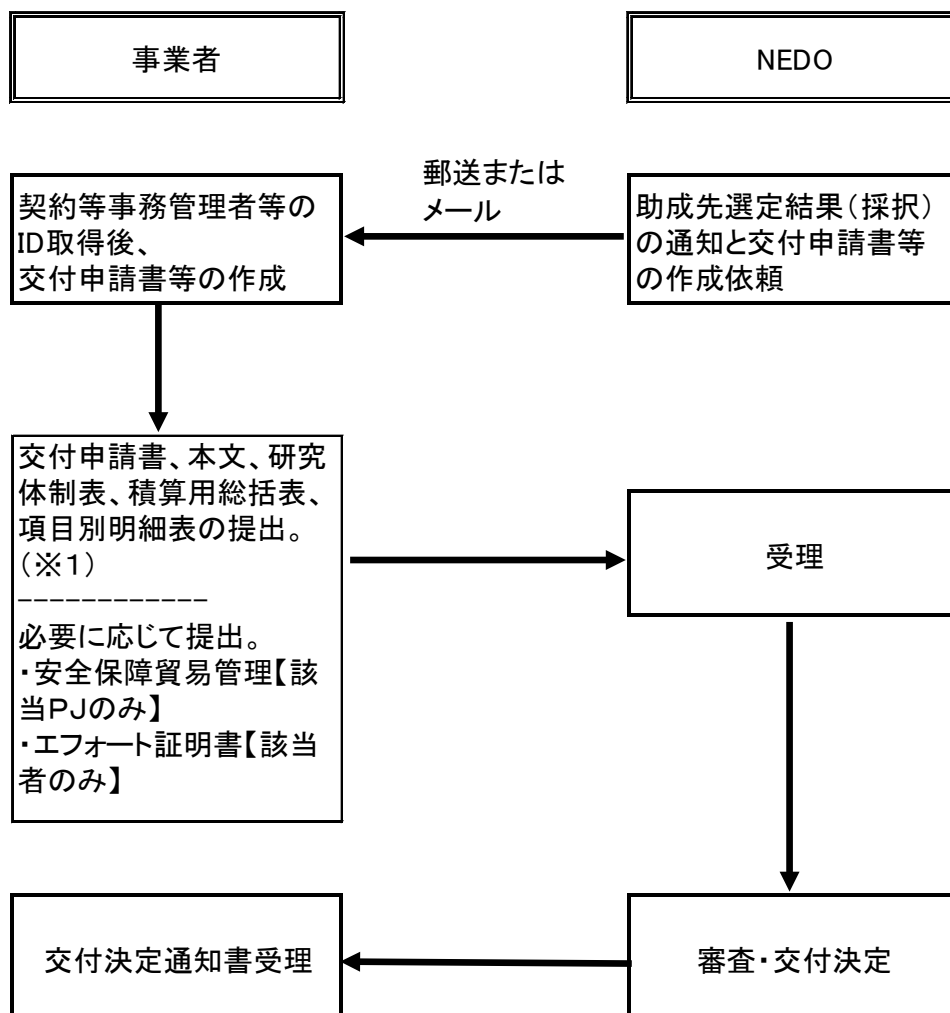 事業者
NEDO
郵送または
メール
契約等事務管理者等の
ID取得後、
交付申請書等の作成
助成先選定結果（採択）
の通知と交付申請書等
の作成依頼
交付申請書、本文、研究
体制表、積算用総括表、
項目別明細表の提出。
（※１）
------------
必要に応じて提出。
・安全保障貿易管理【該
当ＰＪのみ】
・エフォート証明書【該当
者のみ】
受理
交付決定通知書受理
審査・交付決定